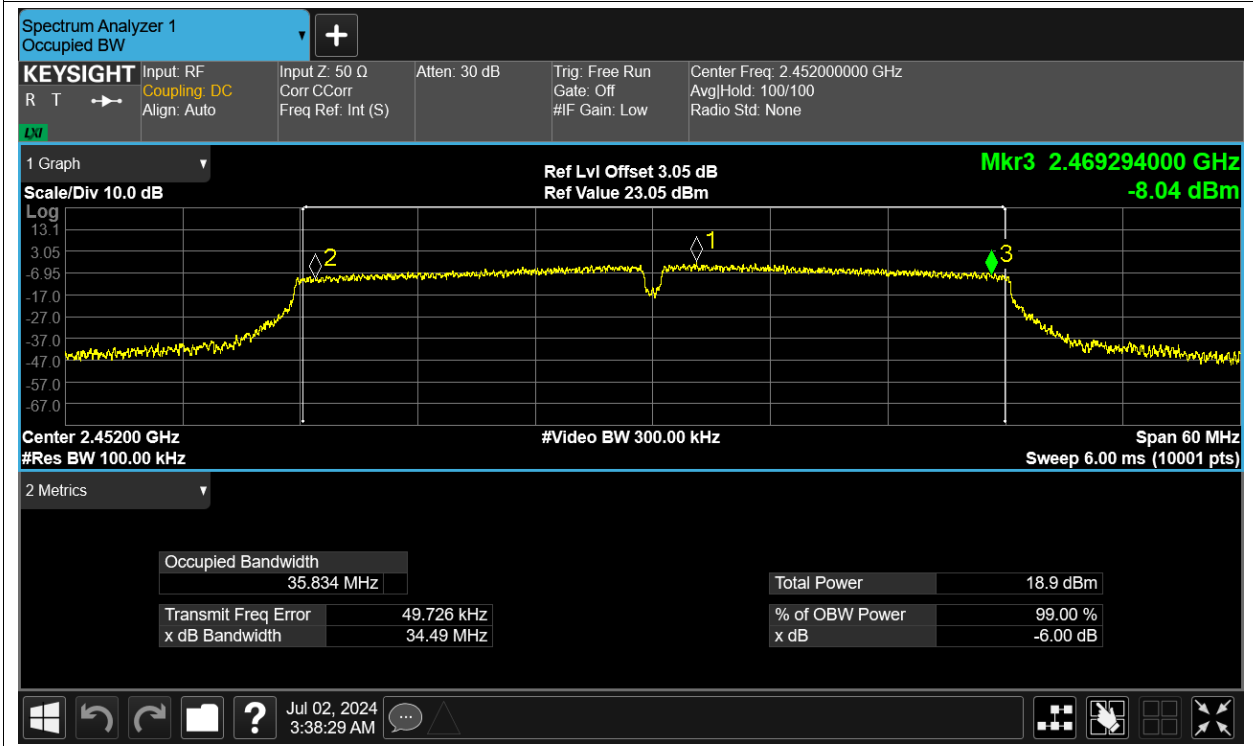 Spectrum Analyzer 1
Occupied BW
KEYSIGHT Input: RF Input Z: 50 Ω Atten: 30 dB Trig: Free Run Center Freq: 2.452000000 GHz
R T Coupling: DC Corr CCorr Gate: Off Avg|Hold: 100/100
Align: Auto Freq Ref: Int (S) #IF Gain: Low Radio Std: None
LXI
1 Graph Ref Lvl Offset 3.05 dB Mkr3 2.469294000 GHz
Scale/Div 10.0 dB Ref Value 23.05 dBm -8.04 dBm
Log
13.1
3.05
-6.95
-17.0
-27.0
-37.0
-47.0
-57.0
-67.0
2
1
3
Center 2.45200 GHz #Video BW 300.00 kHz Span 60 MHz
#Res BW 100.00 kHz Sweep 6.00 ms (10001 pts)
2 Metrics
Occupied Bandwidth
35.834 MHz Total Power 18.9 dBm
Transmit Freq Error 49.726 kHz % of OBW Power 99.00 %
x dB Bandwidth 34.49 MHz x dB -6.00 dB
? Jul 02, 2024
3:38:29 AM